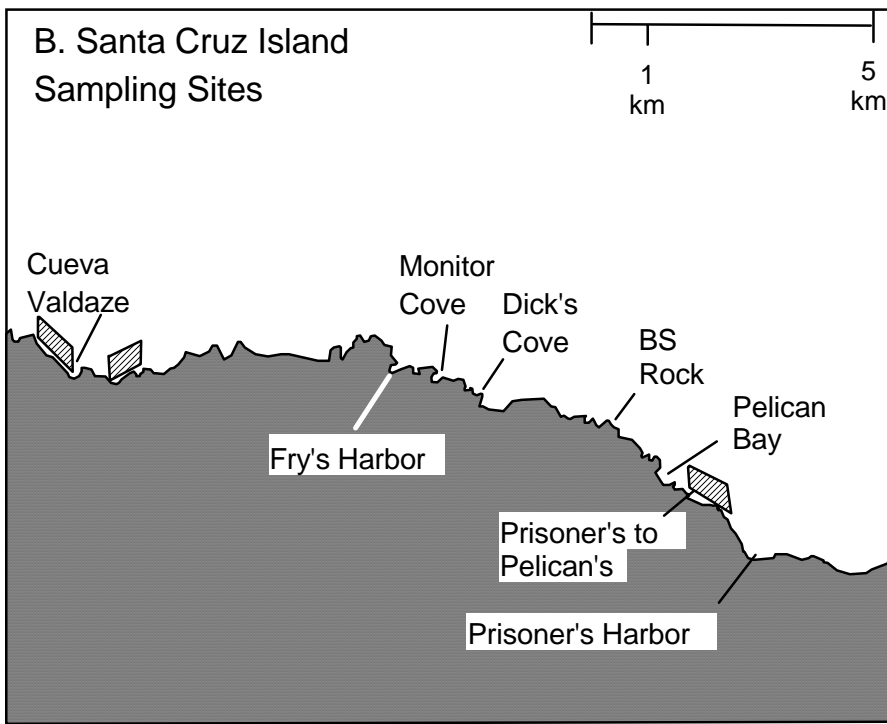 B. Santa Cruz Island
Sampling Sites
1
km
5
km
Cueva
Valdaze
Monitor
Cove
Dick's
Cove
BS
Rock
Pelican
Bay
Fry's Harbor
Prisoner's to
Pelican's
Prisoner's Harbor